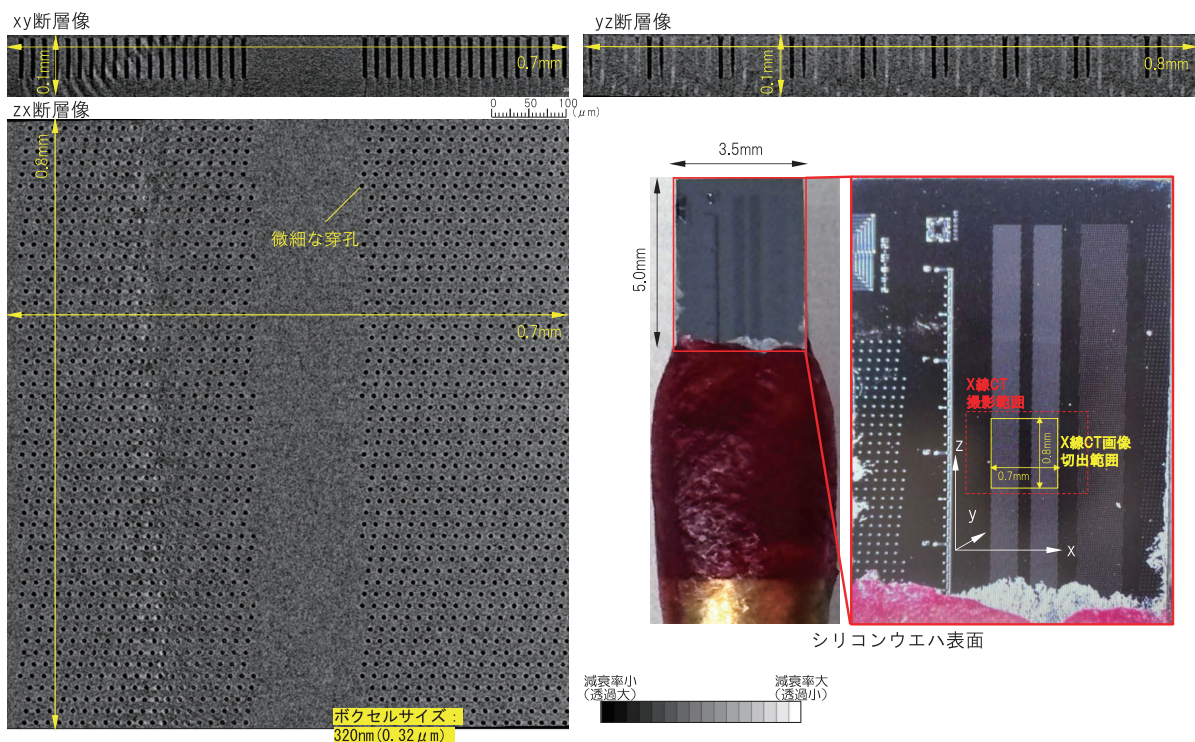 xy断層像
0.1mm
0.7mm
yz断層像
0.1mm
0.8mm
zx断層像
0 50 100
(μm)
0.8mm
微細な穿孔
0.7mm
ボクセルサイズ：
320nm(0.32μm)
3.5mm
5.0mm
X線CT
撮影範囲
X線CT画像
切出範囲
0.8mm
0.7mm
z
y
x
シリコンウエハ表面
減衰率小
(透過大)
減衰率大
(透過小)